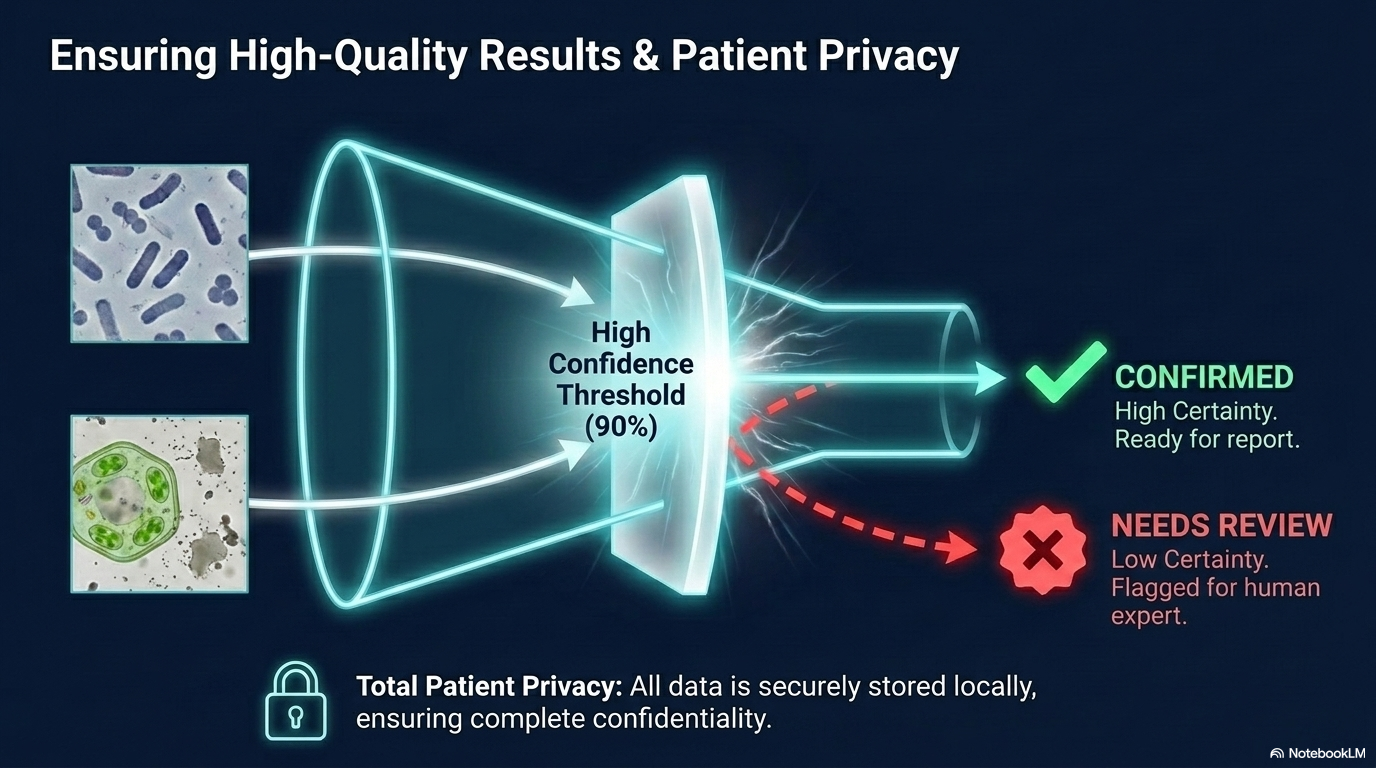 Ensuring High-Quality Results & Patient Privacy
High
Confidence
Threshold
(90%)
CONFIRMED
High Certainty.
Ready for report.
NEEDS REVIEW
Low Certainty.
Flagged for human
expert.
Total Patient Privacy: All data is securely stored locally,
ensuring complete confidentiality.
NotebookLM